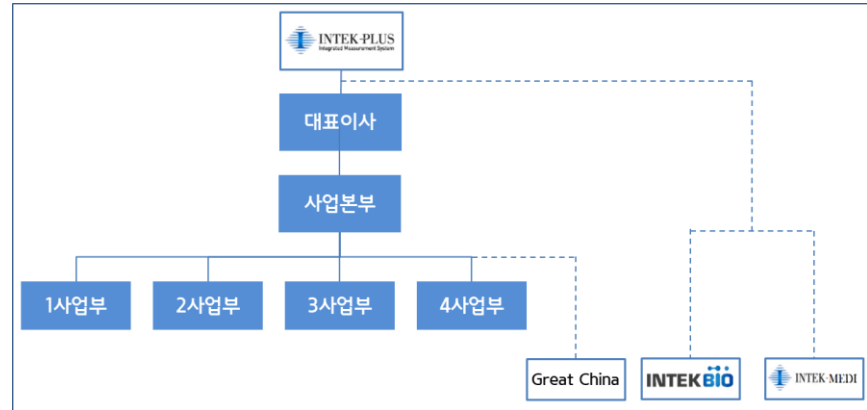 INTEK-PLUS
Integrated Measurement System
대표이사
사업본부
1사업부
2사업부
3사업부
4사업부
Great China
INTEKBIO
INTEK-MEDI